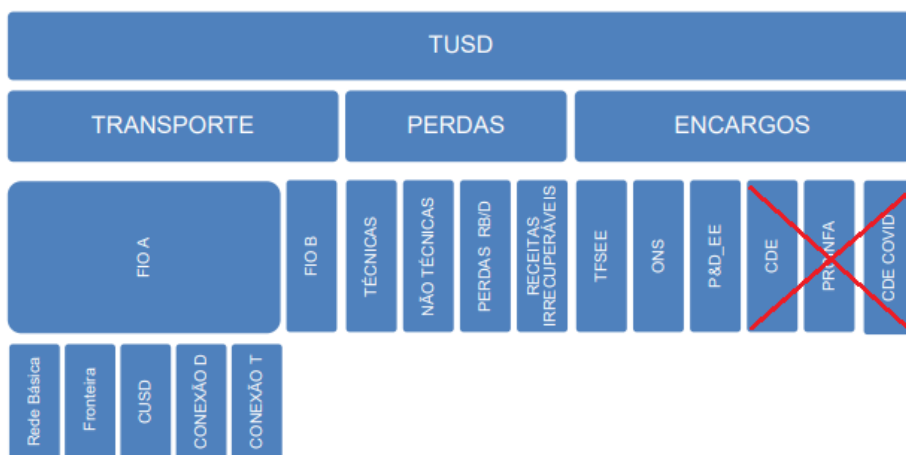 TUSD
TRANSPORTE
PERDAS
ENCARGOS
FIO A
FIO B
TÉCNICAS
NÃO TÉCNICAS
PERDAS RB/D
RECEITAS
IRRECUPERÁVEIS
TFSEE
ONS
P&D_EE
CDE
PROINFA
CDE COVID
Rede Básica
Fronteira
CUSD
CONEXÃO D
CONEXÃO T